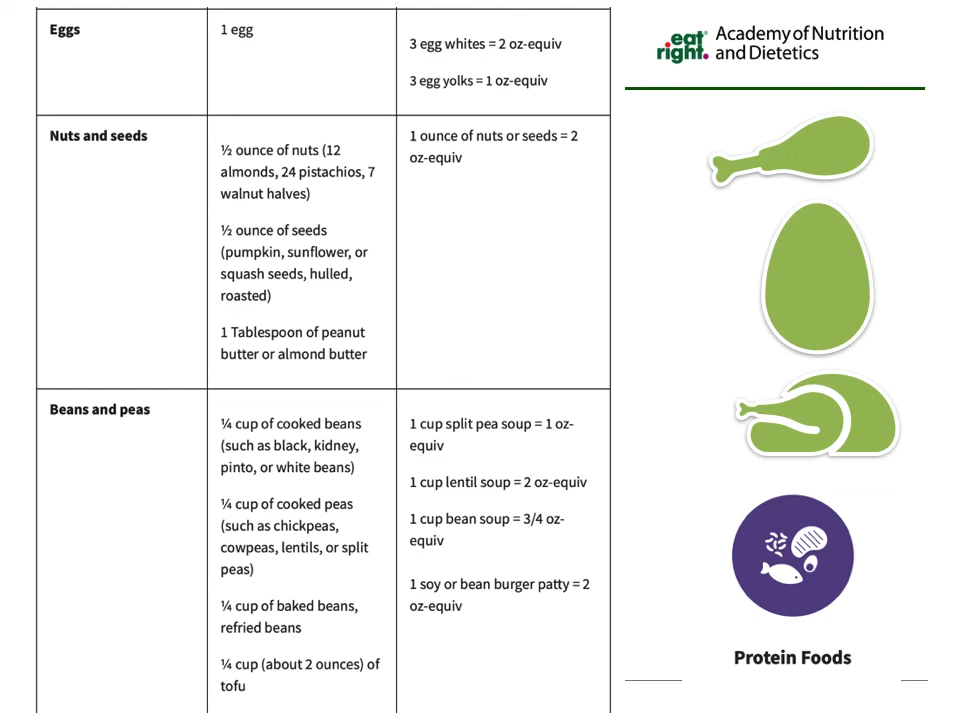 Eggs
1 egg
3 egg whites = 2 oz-equiv
3 egg yolks = 1 oz-equiv
Nuts and seeds
½ ounce of nuts (12
almonds, 24 pistachios, 7
walnut halves)
½ ounce of seeds
(pumpkin, sunflower, or
squash seeds, hulled,
roasted)
1 Tablespoon of peanut
butter or almond butter
1 ounce of nuts or seeds = 2
oz-equiv
Beans and peas
¼ cup of cooked beans
(such as black, kidney,
pinto, or white beans)
¼ cup of cooked peas
(such as chickpeas,
cowpeas, lentils, or split
peas)
¼ cup of baked beans,
refried beans
¼ cup (about 2 ounces) of
tofu
1 cup split pea soup = 1 oz-
equiv
1 cup lentil soup = 2 oz-equiv
1 cup bean soup = 3/4 oz-
equiv
1 soy or bean burger patty = 2
oz-equiv
eat®
right.
Academy of Nutrition
and Dietetics
Protein Foods